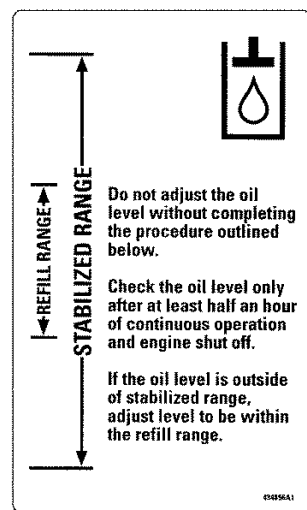 REFILL RANGE
STABILIZED RANGE
Do not adjust the oil
level without completing
the procedure outlined
below.
Check the oil level only
after at least half an hour
of continuous operation
and engine shut off.
If the oil level is outside
of stabilized range,
adjust level to be within
the refill range.